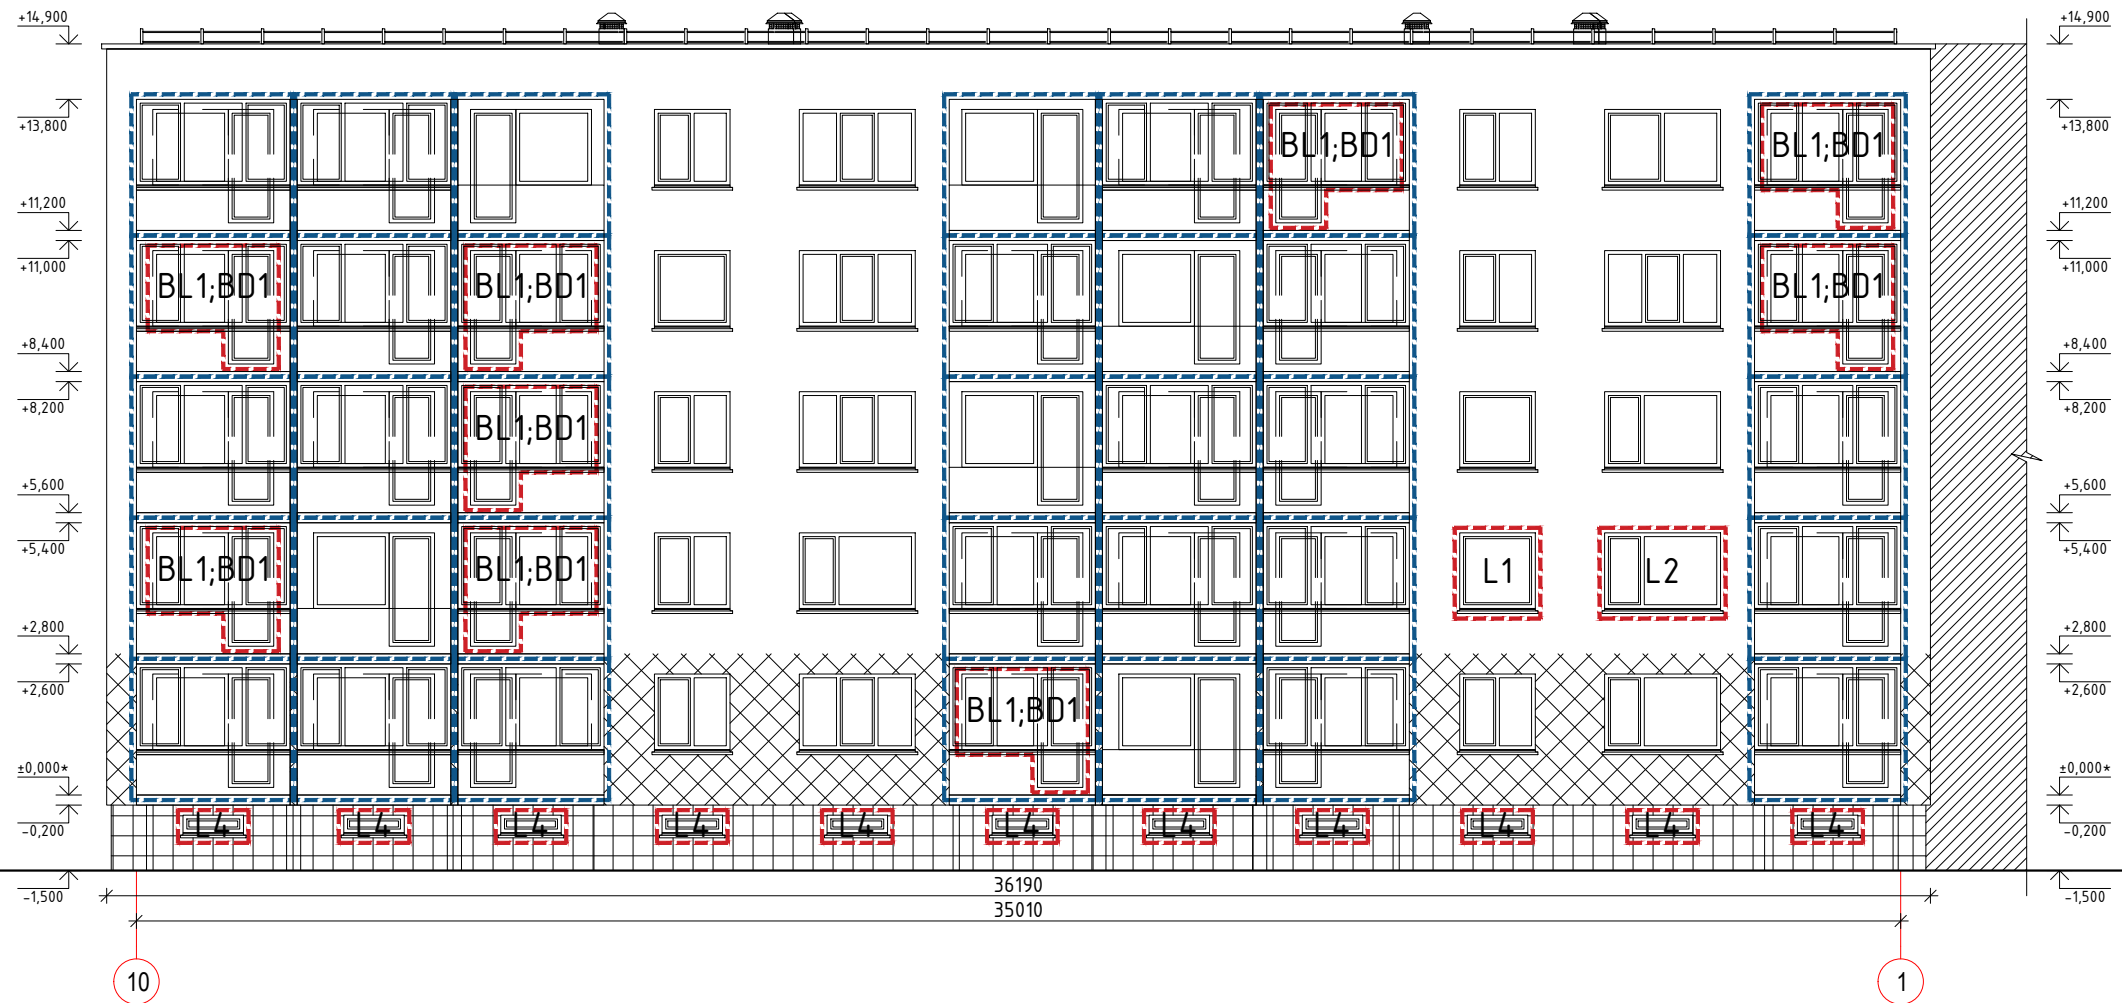 +14,900 +14,900
+13,800 BL1;BD1 BL1;BD1 +13,800
+11,200 +11,200
+11,000 BL1;BD1 BL1;BD1 BL1;BD1 +11,000
+8,400 +8,400
+8,200 BL1;BD1 +8,200
+5,600 +5,600
+5,400 BL1;BD1 BL1;BD1 L1 L2 +5,400
+2,800 +2,800
+2,600 BL1;BD1 +2,600
±0,000* ±0,000*
-0,200 L4 L4 L4 L4 L4 L4 L4 L4 L4 L4 L4 -0,200
-1,500 36190 -1,500
35010
10 1